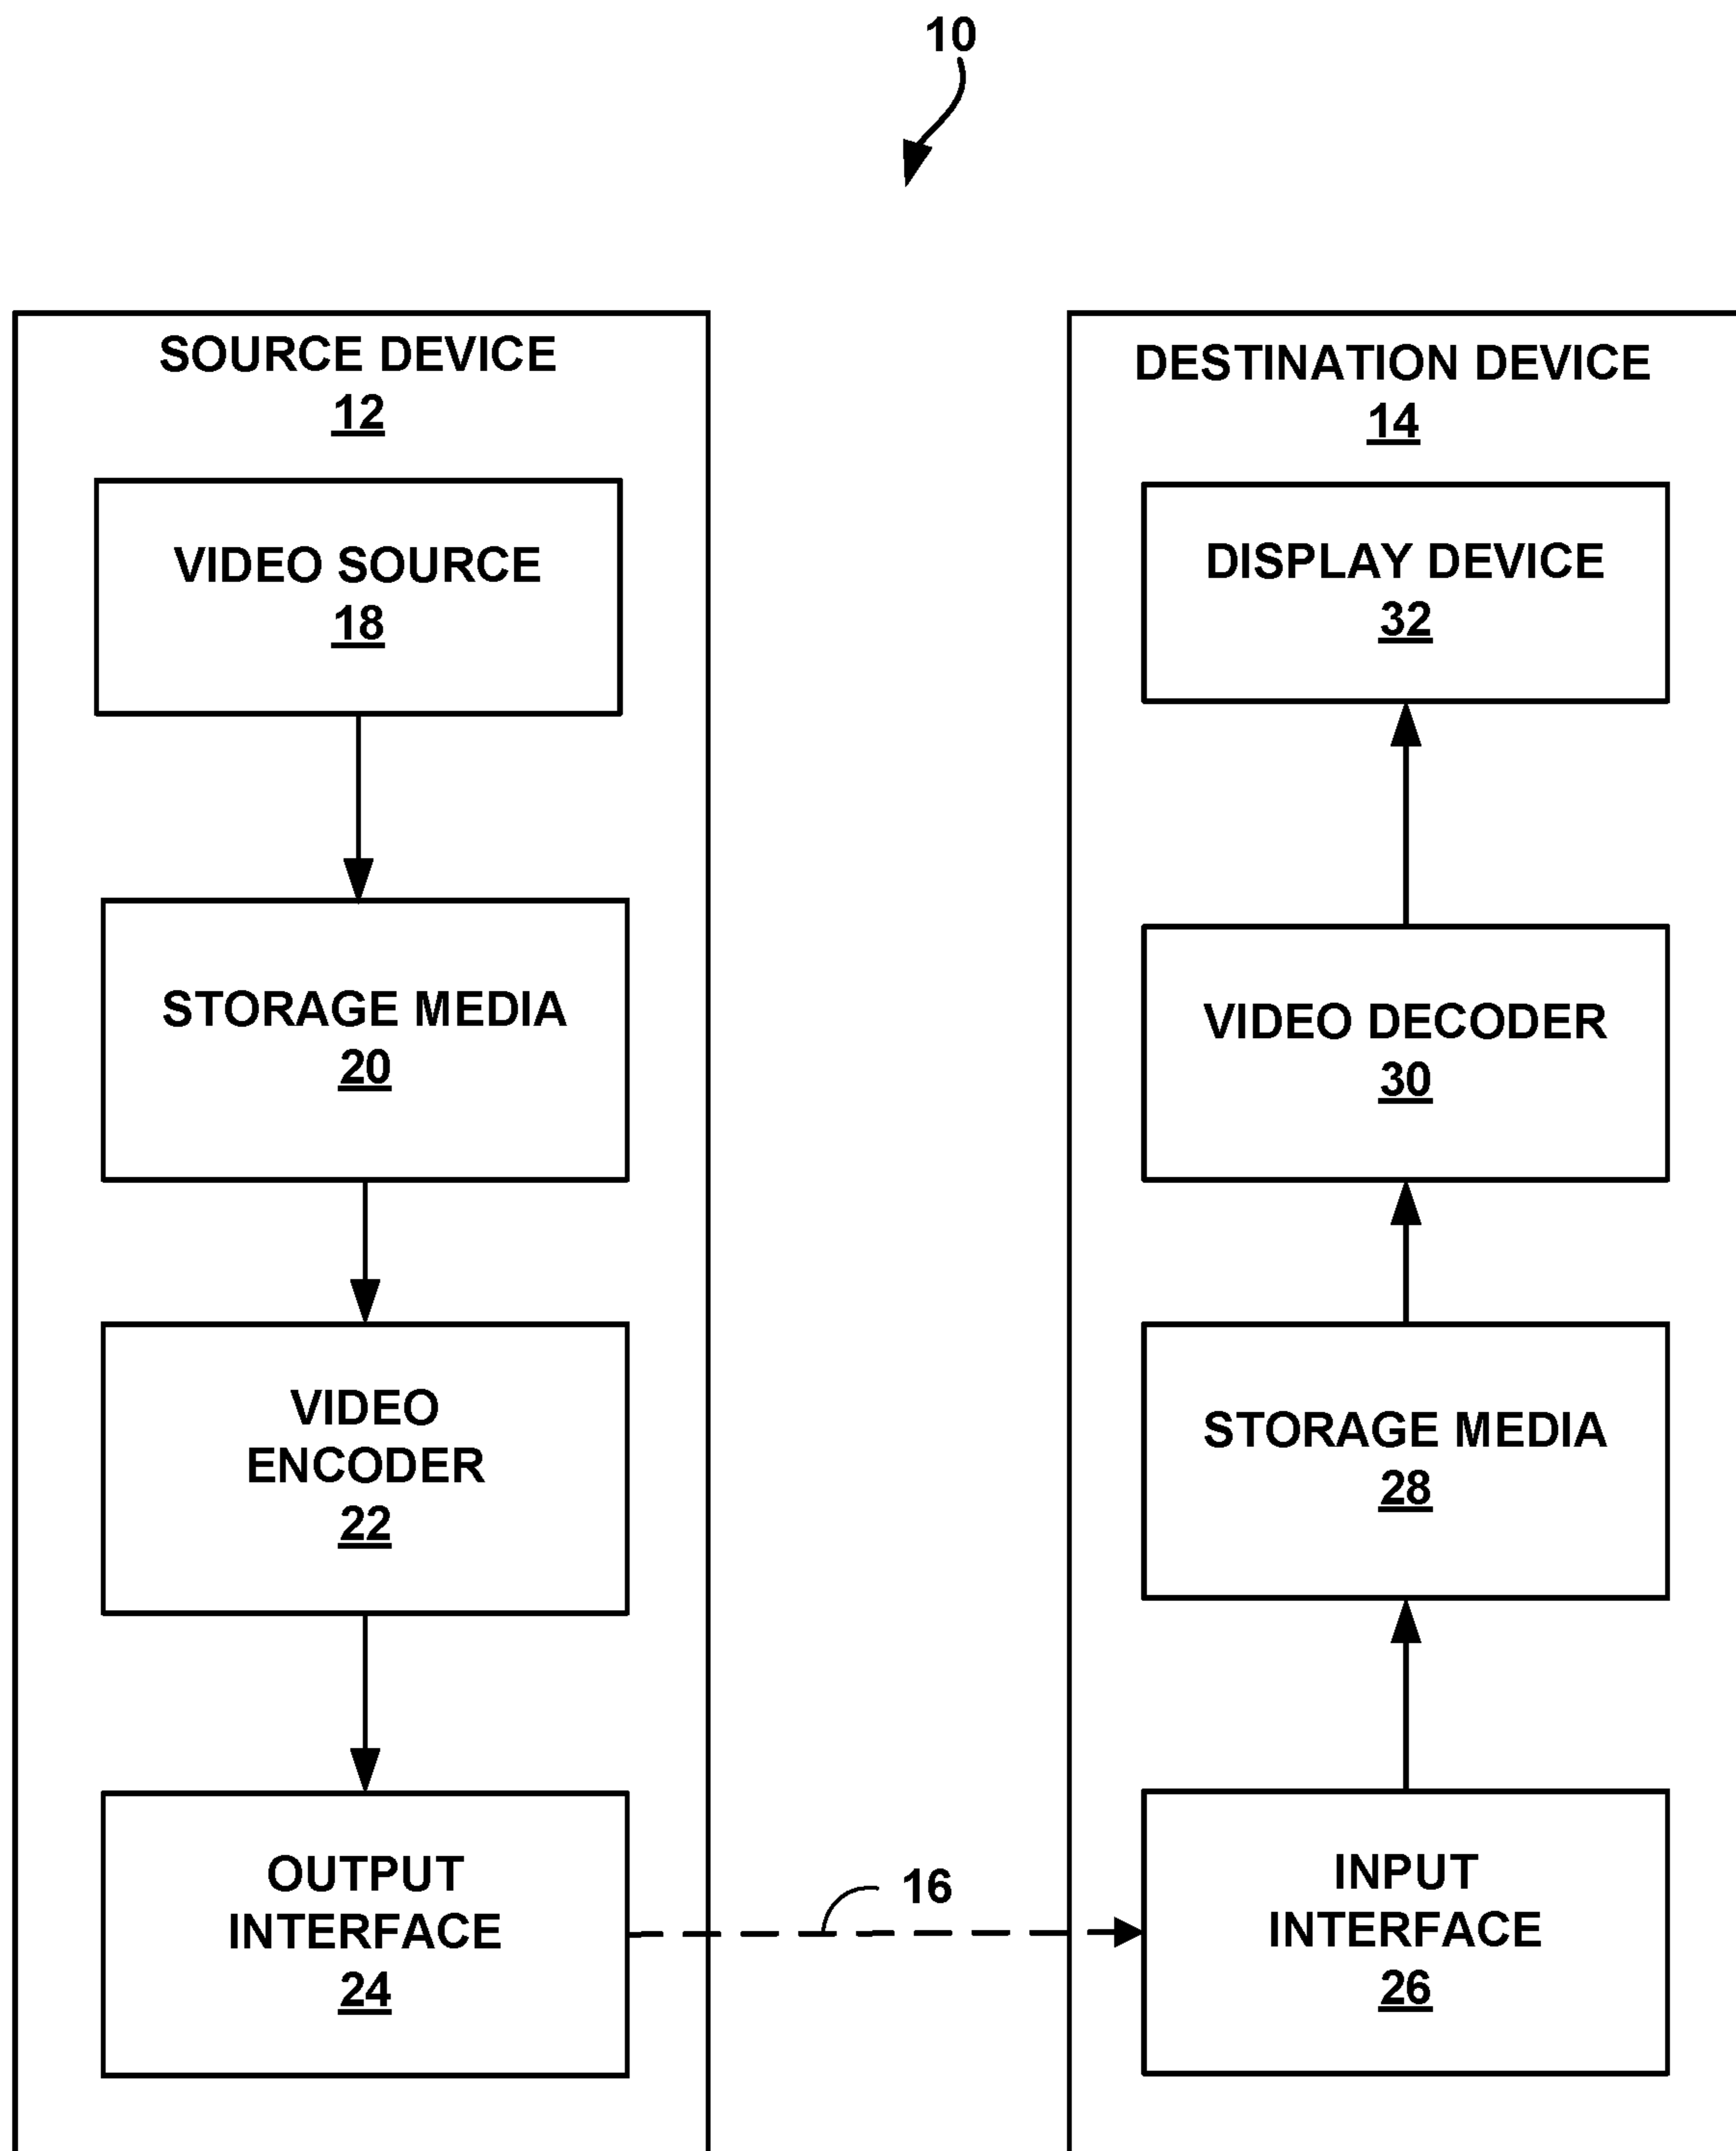 10
SOURCE DEVICE
12
VIDEO SOURCE
18
STORAGE MEDIA
20
VIDEO
ENCODER
22
OUTPUT
INTERFACE
24
16
DESTINATION DEVICE
14
DISPLAY DEVICE
32
VIDEO DECODER
30
STORAGE MEDIA
28
INPUT
INTERFACE
26